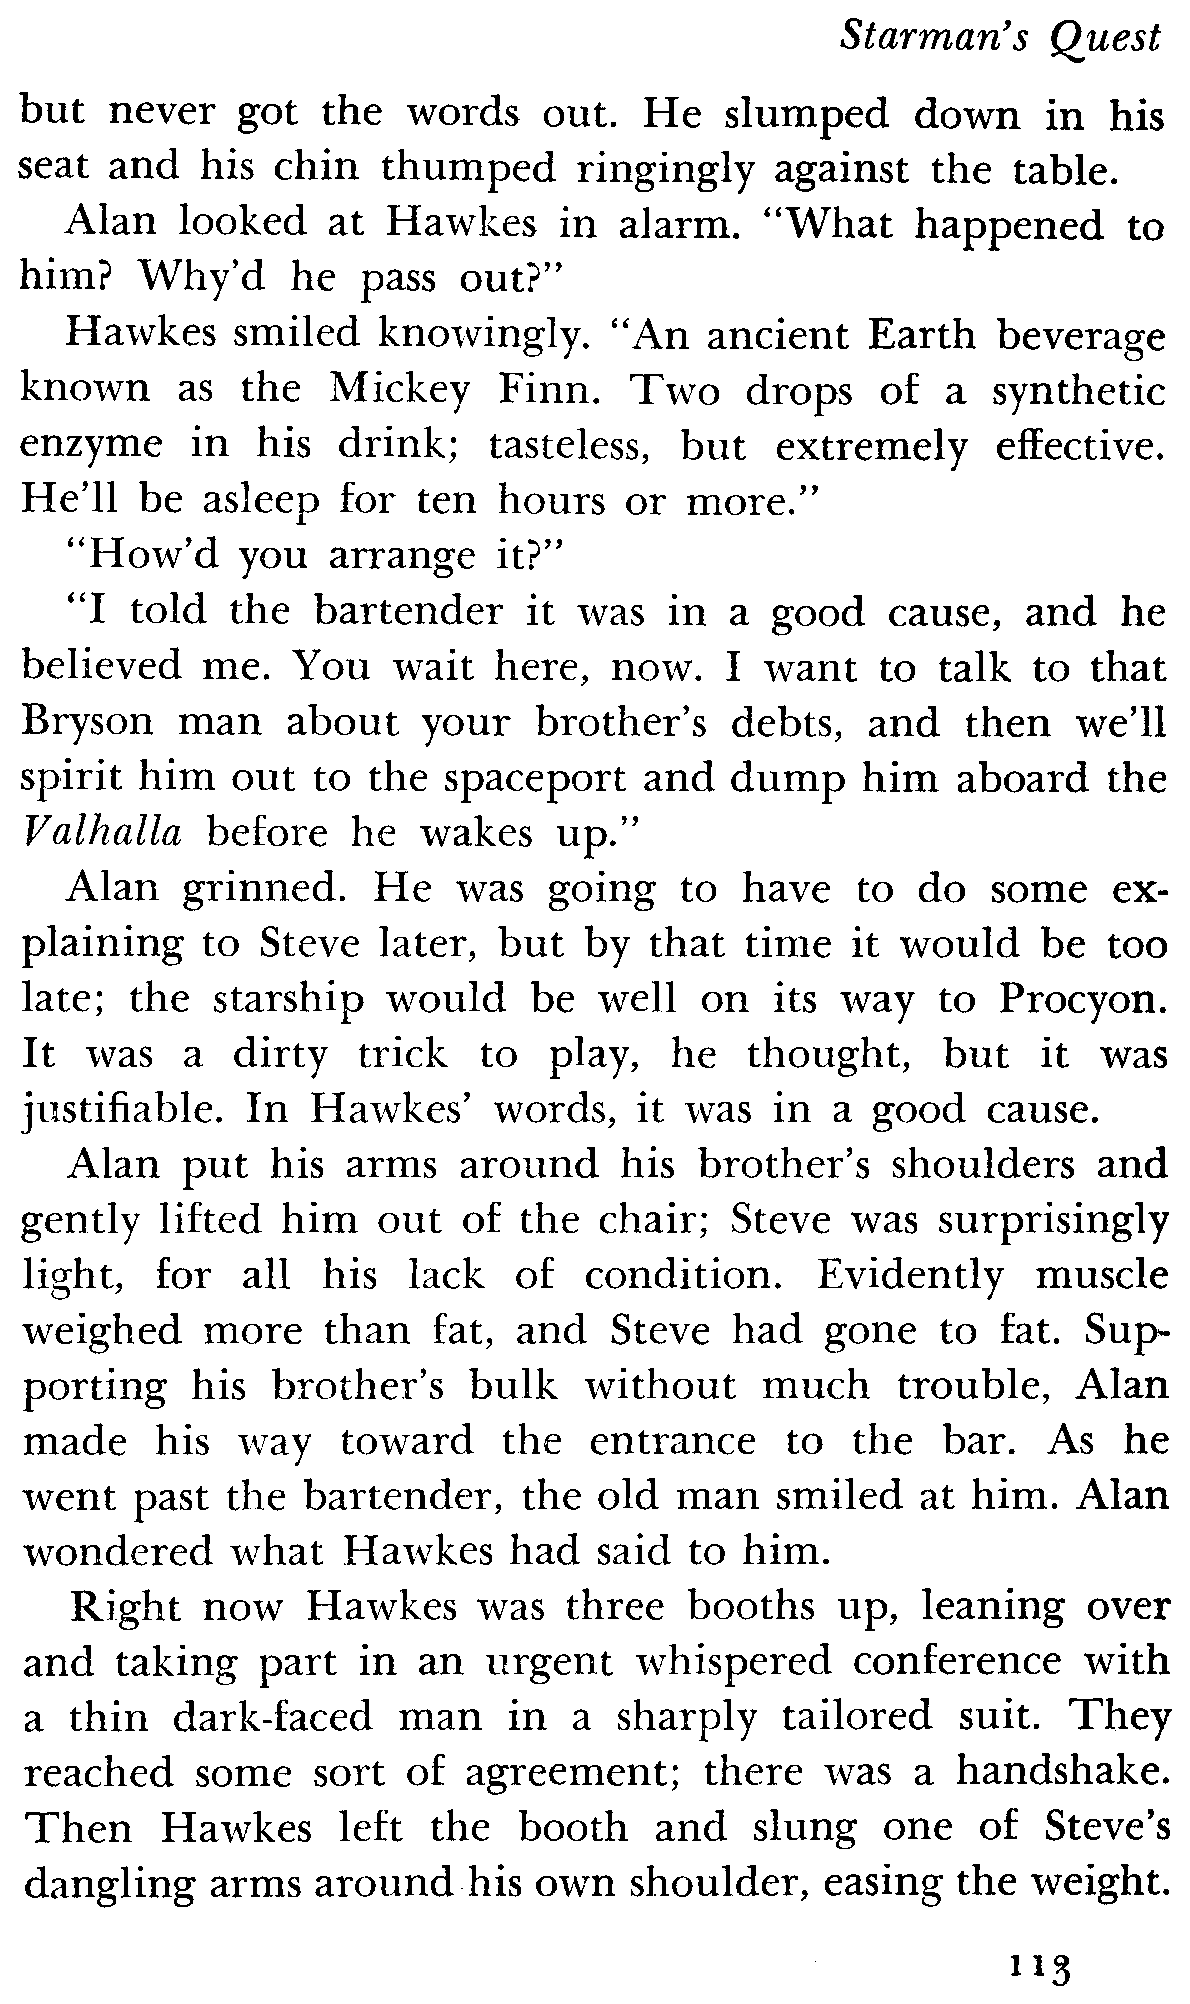 Starman's Quest
but never got the words out. He slumped down in his
seat and his chin thumped ringingly against the table.
Alan looked at Hawkes in alarm. “What happened to
him? Why'd he pass out?”
Hawkes smiled knowingly. “An ancient Earth beverage
known as the Mickey Finn. Two drops of a synthetic
enzyme in his drink; tasteless, but extremely effective.
He'll be asleep for ten hours or more.”
“How'd you arrange it?”
“I told the bartender it was in a good cause, and he
believed me. You wait here, now. I want to talk to that
Bryson man about your brother's debts, and then we'll
spirit him out to the spaceport and dump him aboard the
Valhalla before he wakes up.”
Alan grinned. He was going to have to do some ex-
plaining to Steve later, but by that time it would be too
late; the starship would be well on its way to Procyon.
It was a dirty trick to play, he thought, but it was
justifiable. In Hawkes' words, it was in a good cause.
Alan put his arms around his brother's shoulders and
gently lifted him out of the chair; Steve was surprisingly
light, for all his lack of condition. Evidently muscle
weighed more than fat, and Steve had gone to fat. Sup-
porting his brother's bulk without much trouble, Alan
made his way toward the entrance to the bar. As he
went past the bartender, the old man smiled at him. Alan
wondered what Hawkes had said to him.
Right now Hawkes was three booths up, leaning over
and taking part in an urgent whispered conference with
a thin dark-faced man in a sharply tailored suit. They
reached some sort of agreement; there was a handshake.
Then Hawkes left the booth and slung one of Steve's
dangling arms around his own shoulder, easing the weight.
113